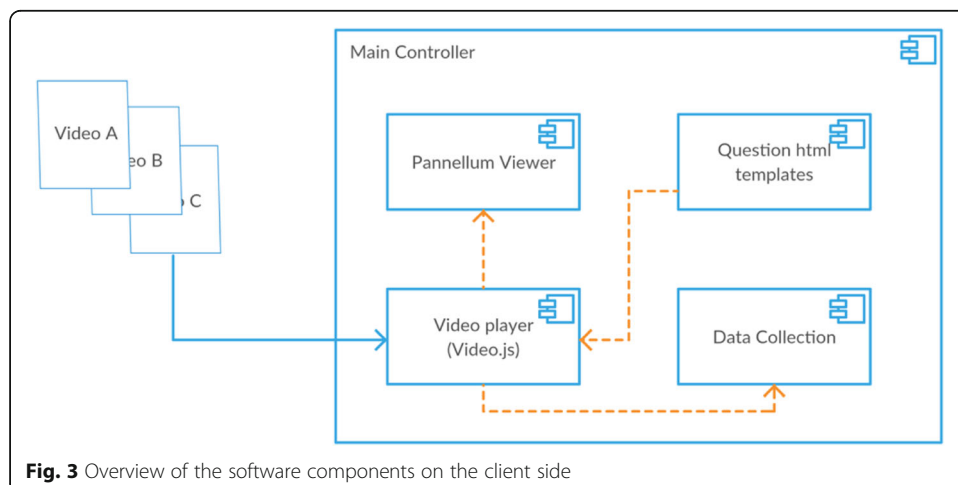 Main Controller
Video A
eo B
C
Pannellum Viewer
Question html
templates
Video player
(Video.js)
Data Collection
Fig. 3 Overview of the software components on the client side